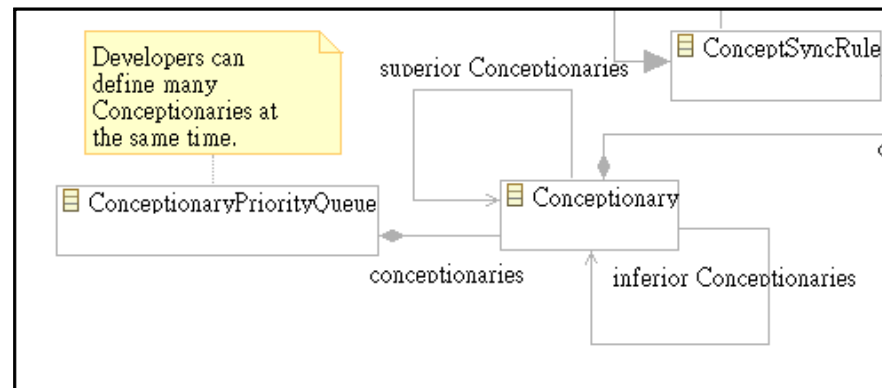 Developers can
define many
Conceptionaries at
the same time.
superior Conceptionaries
ConceptSyncRule
ConceptionaryPriorityQueue
Conceptionary
conceptionaries
inferior Conceptionaries